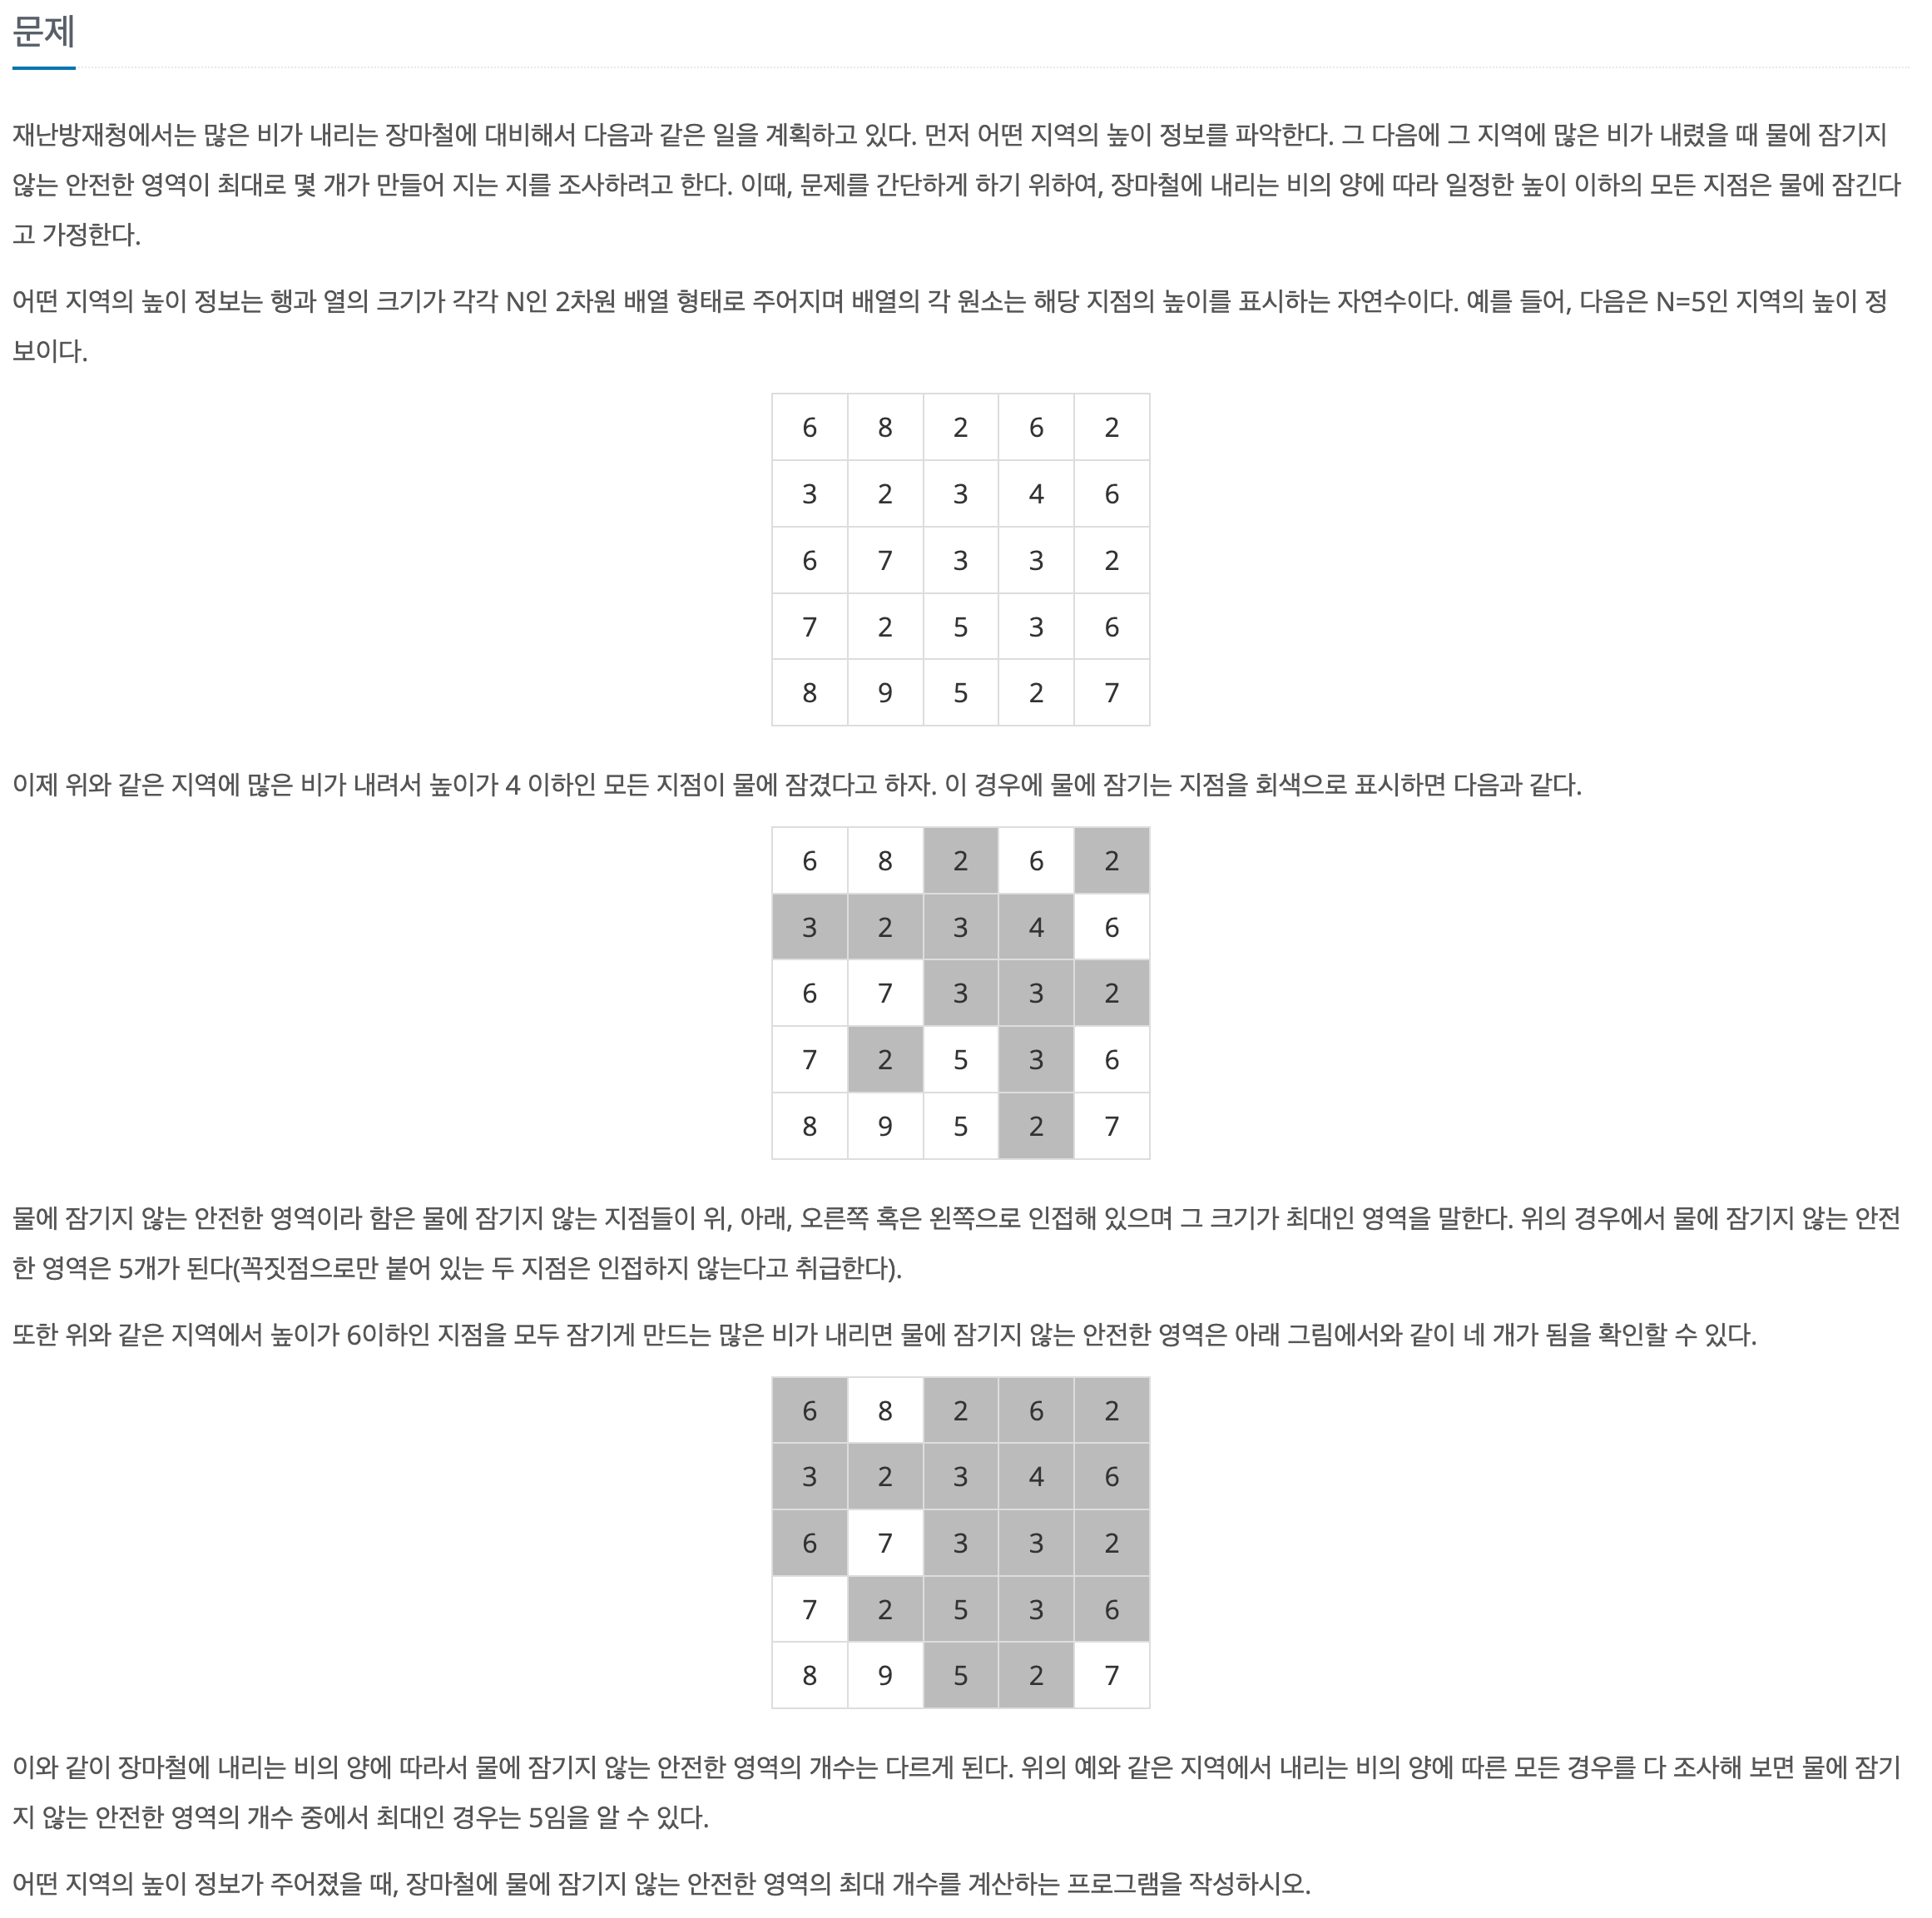 문제
재난방재청에서는 많은 비가 내리는 장마철에 대비해서 다음과 같은 일을 계획하고 있다. 먼저 어떤 지역의 높이 정보를 파악한다. 그 다음에 그 지역에 많은 비가 내렸을 때 물에 잠기지
않는 안전한 영역이 최대로 몇 개가 만들어 지는 지를 조사하려고 한다. 이때, 문제를 간단하게 하기 위하여, 장마철에 내리는 비의 양에 따라 일정한 높이 이하의 모든 지점은 물에 잠긴다
고 가정한다.
어떤 지역의 높이 정보는 행과 열의 크기가 각각 N인 2차원 배열 형태로 주어지며 배열의 각 원소는 해당 지점의 높이를 표시하는 자연수이다. 예를 들어, 다음은 N=5인 지역의 높이 정
보이다.
6 8 2 6 2
3 2 3 4 6
6 7 3 3 2
7 2 5 3 6
8 9 5 2 7
이제 위와 같은 지역에 많은 비가 내려서 높이가 4 이하인 모든 지점이 물에 잠겼다고 하자. 이 경우에 물에 잠기는 지점을 회색으로 표시하면 다음과 같다.
6 8 2 6 2
3 2 3 4 6
6 7 3 3 2
7 2 5 3 6
8 9 5 2 7
물에 잠기지 않는 안전한 영역이라 함은 물에 잠기지 않는 지점들이 위, 아래, 오른쪽 혹은 왼쪽으로 인접해 있으며 그 크기가 최대인 영역을 말한다. 위의 경우에서 물에 잠기지 않는 안전
한 영역은 5개가 된다(꼭짓점으로만 붙어 있는 두 지점은 인접하지 않는다고 취급한다).
또한 위와 같은 지역에서 높이가 6이하인 지점을 모두 잠기게 만드는 많은 비가 내리면 물에 잠기지 않는 안전한 영역은 아래 그림에서와 같이 네 개가 됨을 확인할 수 있다.
6 8 2 6 2
3 2 3 4 6
6 7 3 3 2
7 2 5 3 6
8 9 5 2 7
이와 같이 장마철에 내리는 비의 양에 따라서 물에 잠기지 않는 안전한 영역의 개수는 다르게 된다. 위의 예와 같은 지역에서 내리는 비의 양에 따른 모든 경우를 다 조사해 보면 물에 잠기
지 않는 안전한 영역의 개수 중에서 최대인 경우는 5임을 알 수 있다.
어떤 지역의 높이 정보가 주어졌을 때, 장마철에 물에 잠기지 않는 안전한 영역의 최대 개수를 계산하는 프로그램을 작성하시오.